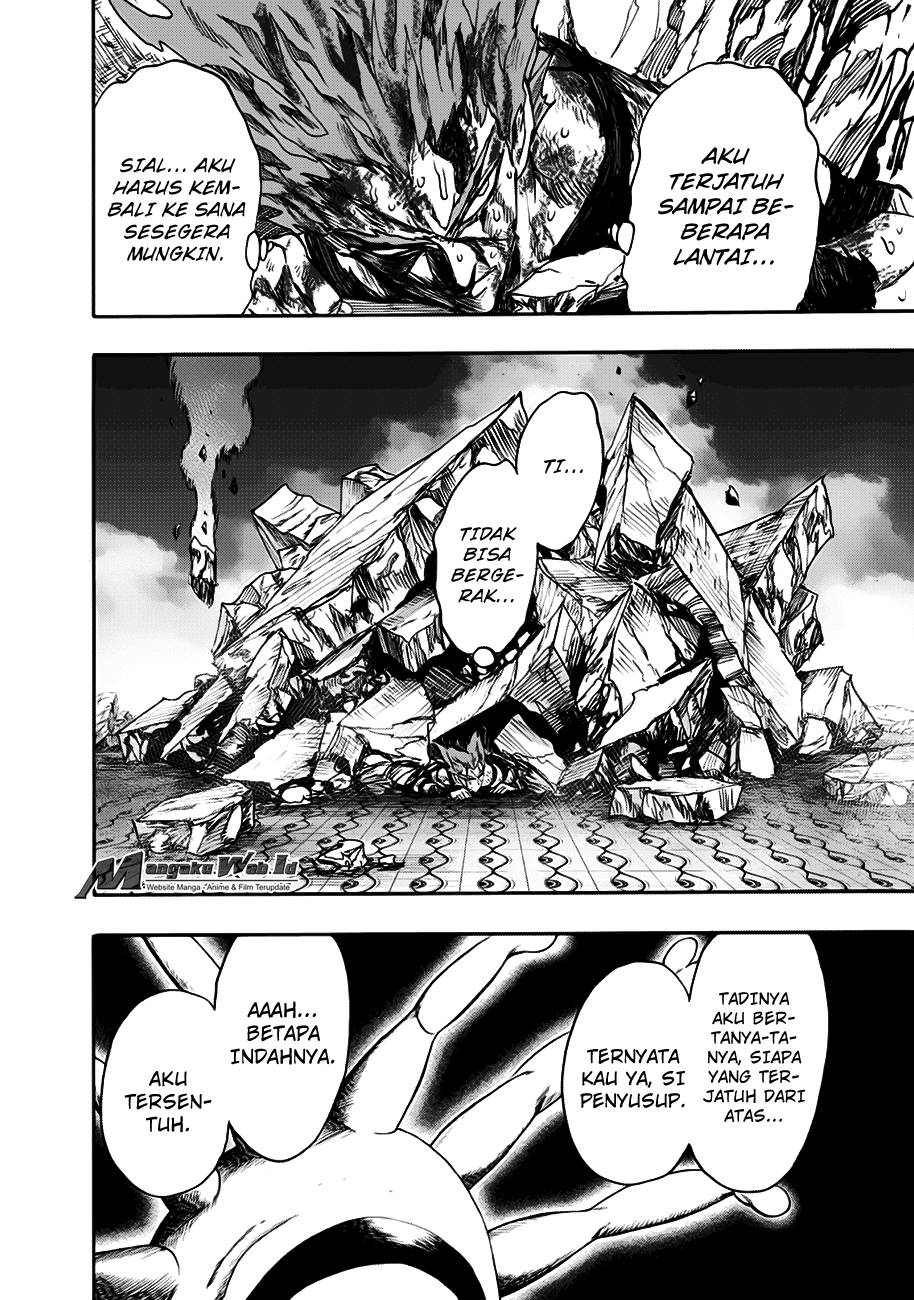 AKU
TERJATUH
SAMPAI BE-
BERAPA
LANTAI...
SIAL... AKU
HARUS KEM-
BALI KE SANA
SESEGERA
MUNGKIN.
TI...
TIDAK
BISA
BERGE-
RAK...
Mangaku.Web.Id
Website Manga -"Anime & Film Terupdate"
TADINYA
AKU BER-
TANYA-TA-
NYA, SIAPA
YANG TER-
JATUH DARI
ATAS...
TERNYATA
KAU YA, SI
PENYUSUP.
AAAH...
BETAPA
INDAHNYA.
AKU
TERSEN-
TUH.